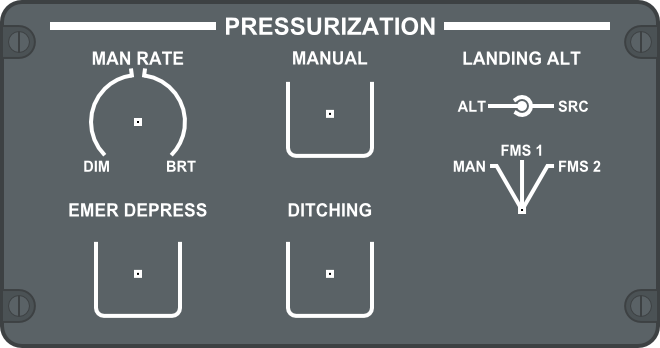 PRESSURIZATION
MAN RATE
MANUAL
LANDING ALT
ALT
SRC
FMS 1
MAN
FMS 2
DIM
BRT
EMER DEPRESS
DITCHING